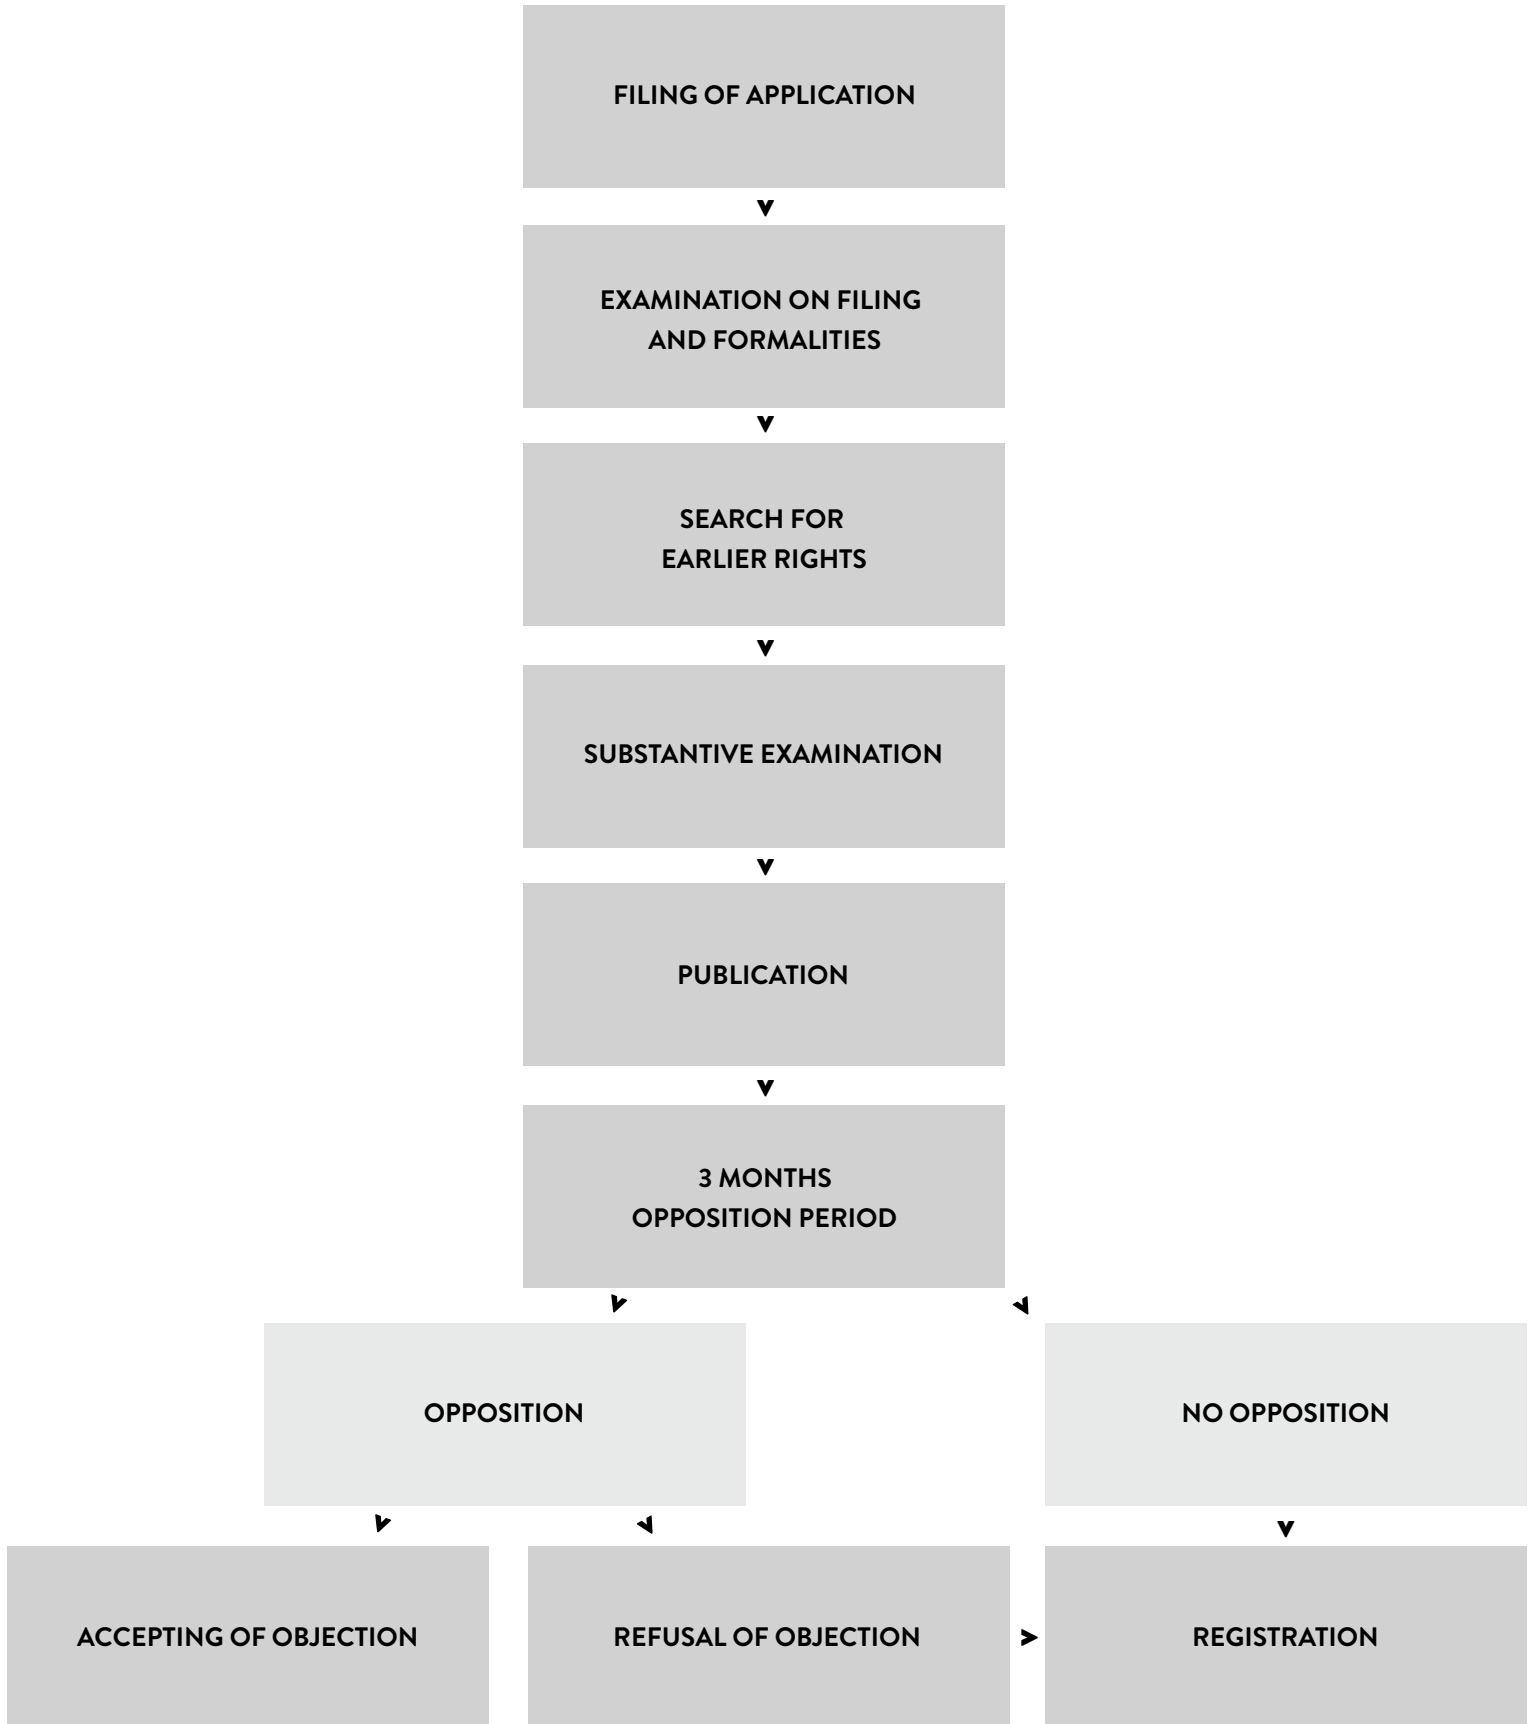 FILING OF APPLICATION
EXAMINATION ON FILING
AND FORMALITIES
SEARCH FOR
EARLIER RIGHTS
SUBSTANTIVE EXAMINATION
PUBLICATION
3 MONTHS
OPPOSITION PERIOD
OPPOSITION
NO OPPOSITION
ACCEPTING OF OBJECTION
REFUSAL OF OBJECTION
REGISTRATION